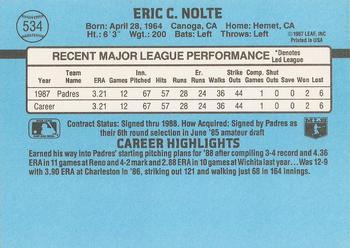 534
ERIC C. NOLTE
Born: April 28, 1964 Canoga, CA Home: Hemet, CA
Ht.: 6'3" Wgt.: 200 Bats: Left Throws: Left
© 1987 LEAF, INC
Printed in USA
RECENT MAJOR LEAGUE PERFORMANCE
*Denotes Led League
Year Team Name ERA Games Innings Pitched Hits Runs Er. Runs Walks Strike Outs Comp. Games Shut Outs Saves Won Lost
1987 Padres 3.21 12 67 57 28 24 36 44 1 0 0 2 6
Career 3.21 12 67 57 28 24 36 44 1 0 0 2 6
Contract Status: Signed thru 1988. How Acquired: Signed by Padres as
their 6th round selection in June '85 amateur draft
CAREER HIGHLIGHTS
Earned his way into Padres' starting pitching plans for '88 after compiling 3-4 record and 4.36
ERA in 11 games at Reno and 4-2 mark and 2.88 ERA in 10 games at Wichita last year... Was 12-9
with 3.90 ERA at Charleston in '86, striking out 121 and walking just 68 in 164 innings.